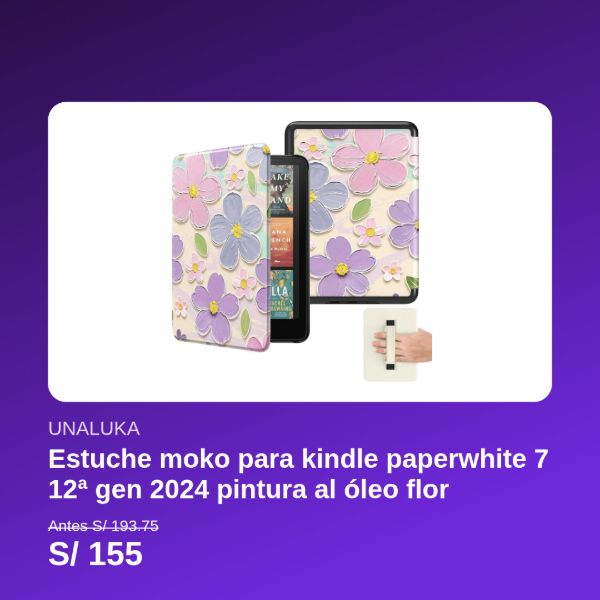 UNALUKA
Estuche moko para kindle paperwhite 7
12ª gen 2024 pintura al óleo flor
Antes S/ 193.75
S/ 155